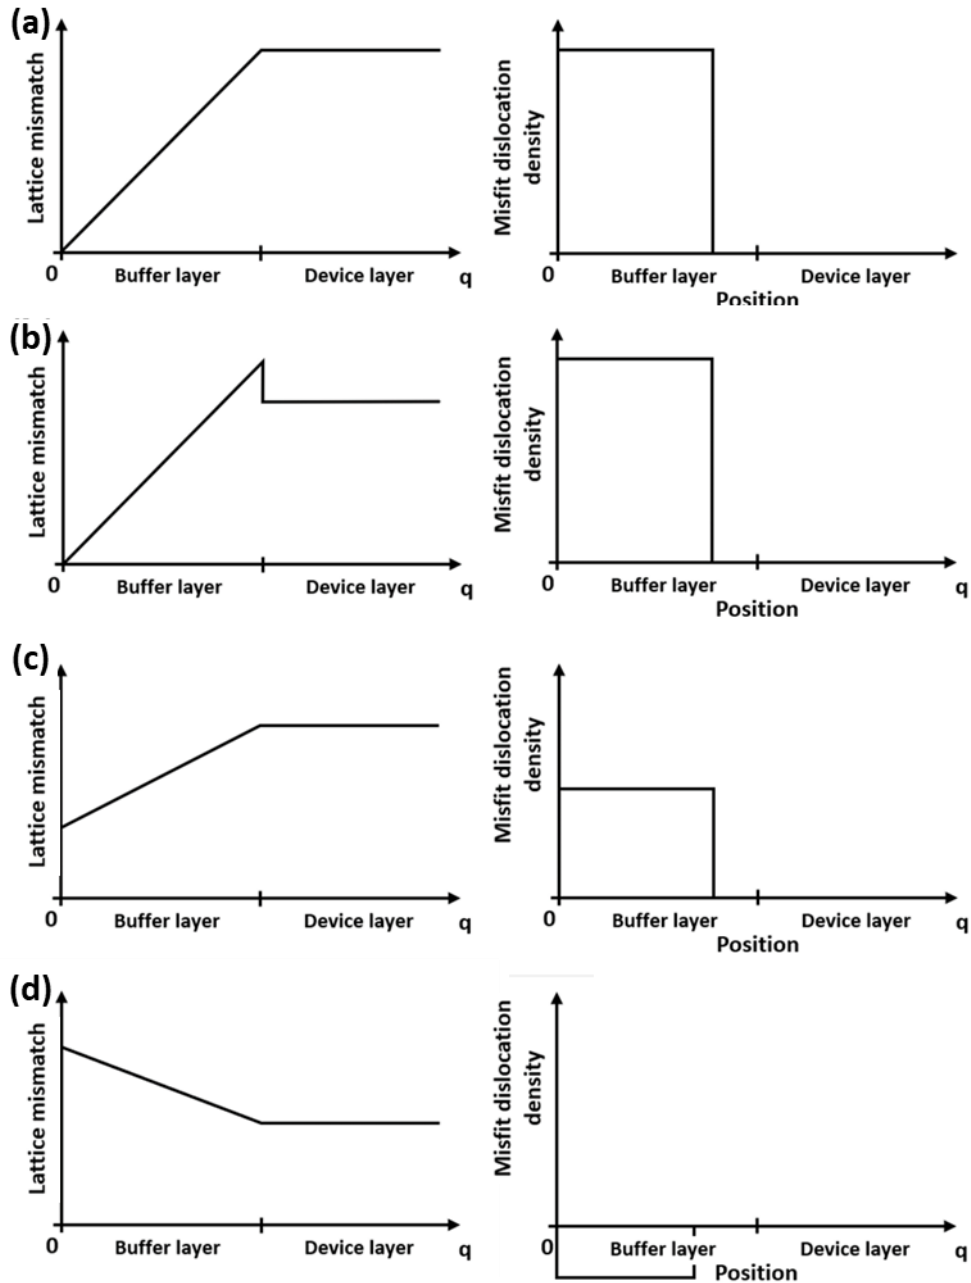 (a)
Lattice mismatch
0
Buffer layer
Device layer
q
Misfit dislocation
density
0
Buffer layer
Device layer
Position
(b)
Lattice mismatch
0
Buffer layer
Device layer
q
Misfit dislocation
density
0
Buffer layer
Device layer
q
Position
(c)
Lattice mismatch
0
Buffer layer
Device layer
q
Misfit dislocation
density
0
Buffer layer
Device layer
q
Position
(d)
Lattice mismatch
0
Buffer layer
Device layer
q
Misfit dislocation
density
0
Buffer layer
Device layer
q
Position